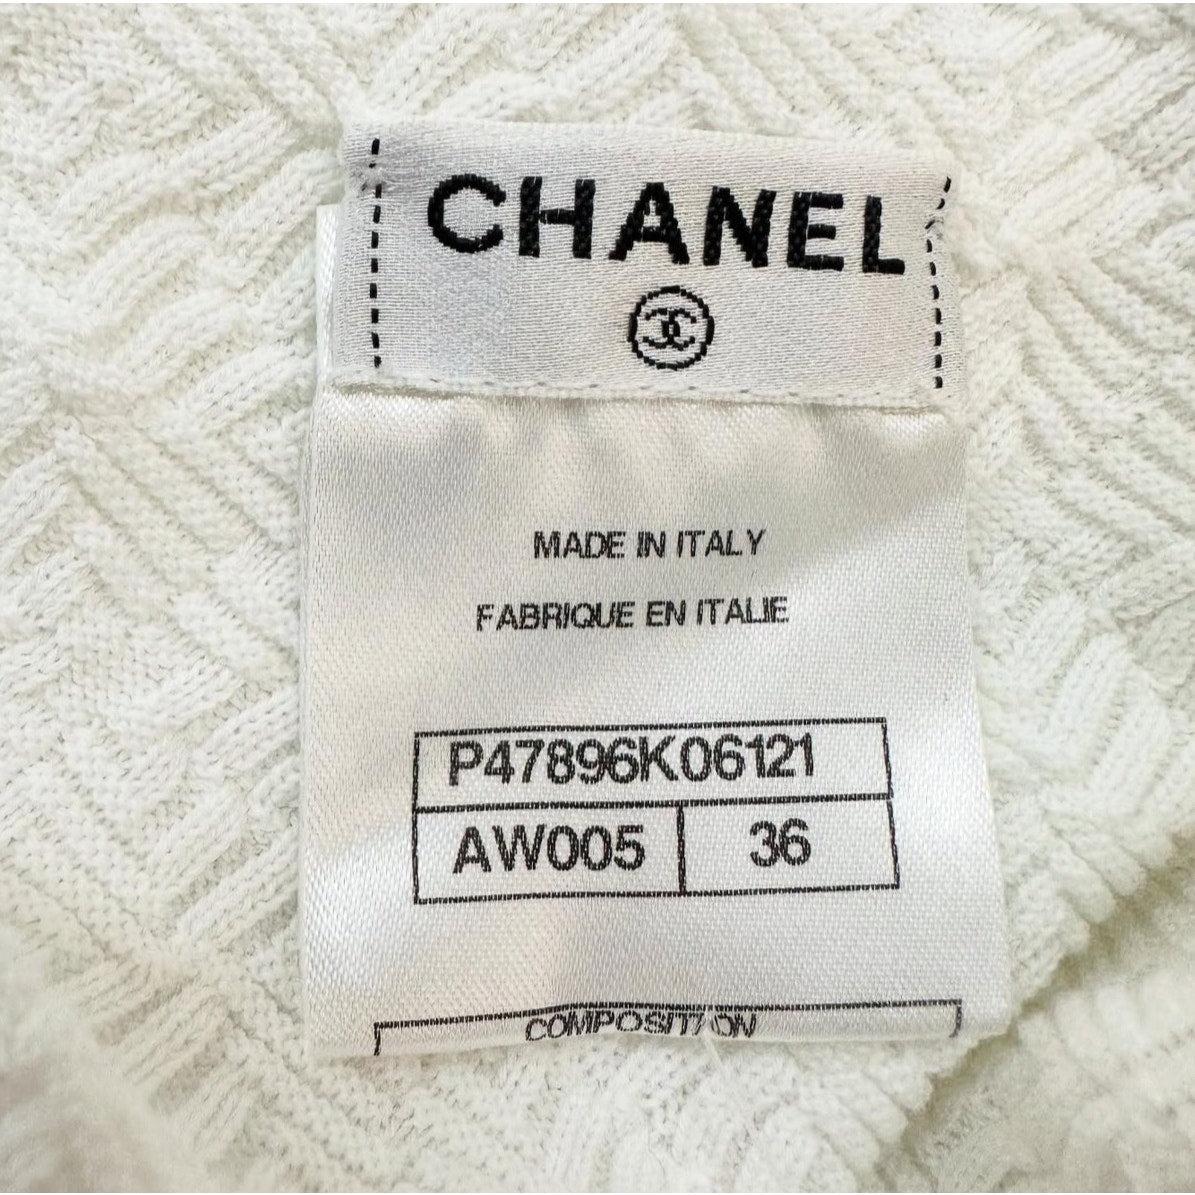 CHANEL
MADE IN ITALY
FABRIQUE EN ITALIE
P47896K06121
AW005 36
COMPOSITION